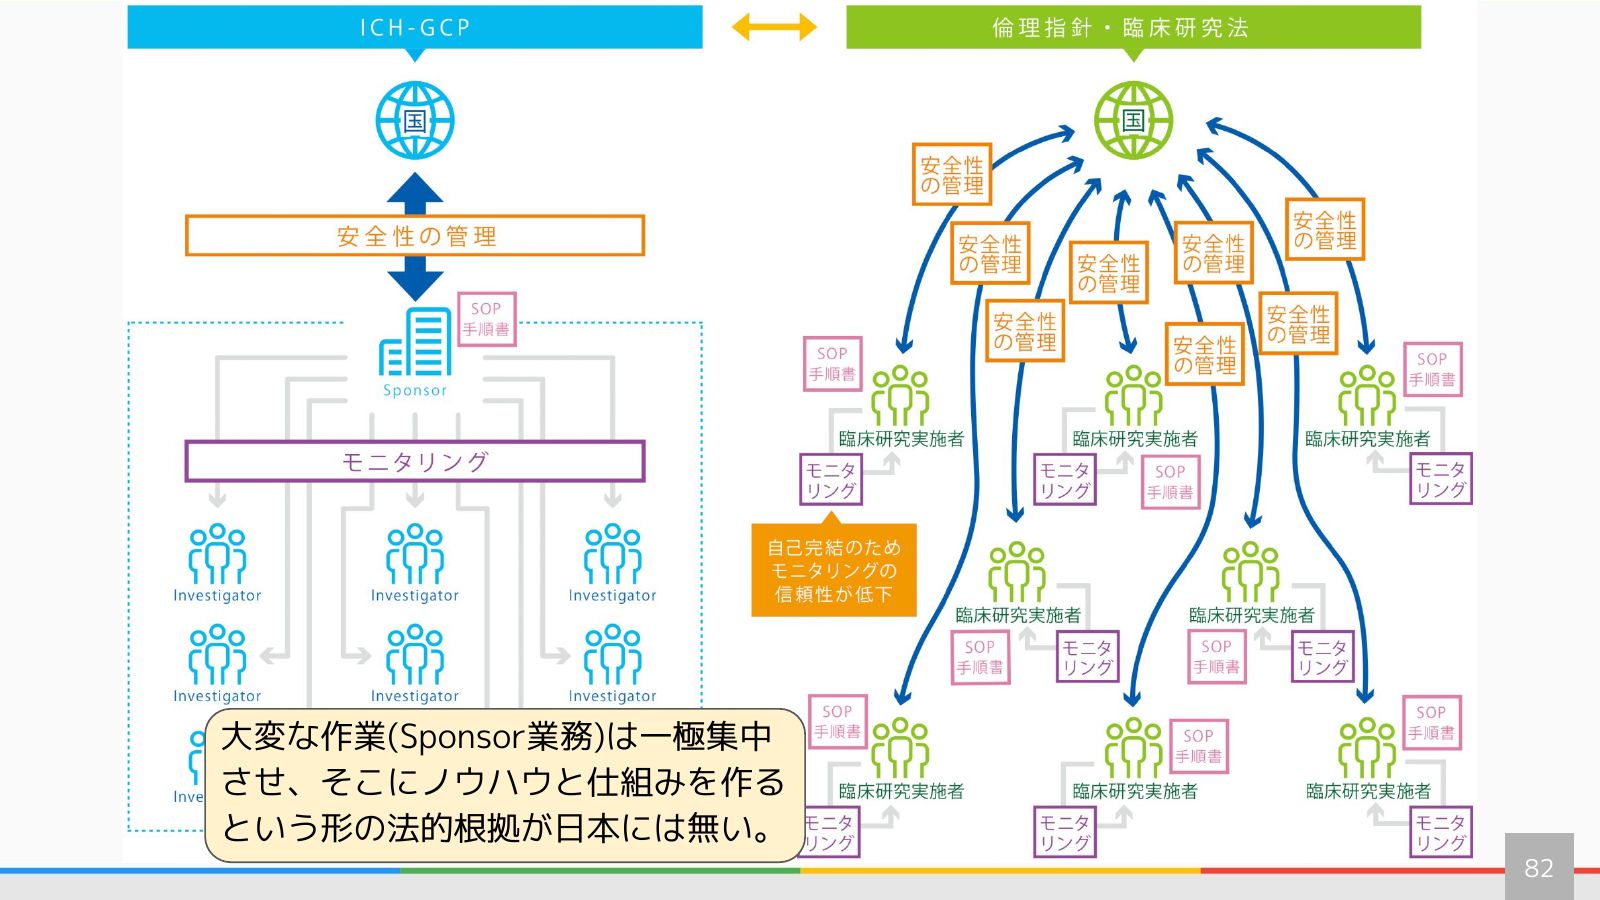 ICH-GCP
国
安全性の管理
SOP
手順書
Sponsor
モニタリング
Investigator
Investigator
Investigator
Investigator
Investigator
Investigator
Inve
大変な作業(Sponsor業務)は一極集中
させ、そこにノウハウと仕組みを作る
という形の法的根拠が日本には無い。
倫理指針・臨床研究法
国
安全性
の管理
安全性
の管理
安全性
の管理
安全性
の管理
安全性
の管理
安全性
の管理
安全性
の管理
安全性
の管理
SOP
手順書
臨床研究実施者
モニタ
リング
臨床研究実施者
モニタ
リング
SOP
手順書
SOP
手順書
臨床研究実施者
モニタ
リング
自己完結のため
モニタリングの
信頼性が低下
臨床研究実施者
SOP
手順書
モニタ
リング
臨床研究実施者
SOP
手順書
モニタ
リング
SOP
手順書
臨床研究実施者
モニタ
リング
SOP
手順書
臨床研究実施者
モニタ
リング
SOP
手順書
臨床研究実施者
モニタ
リング
82